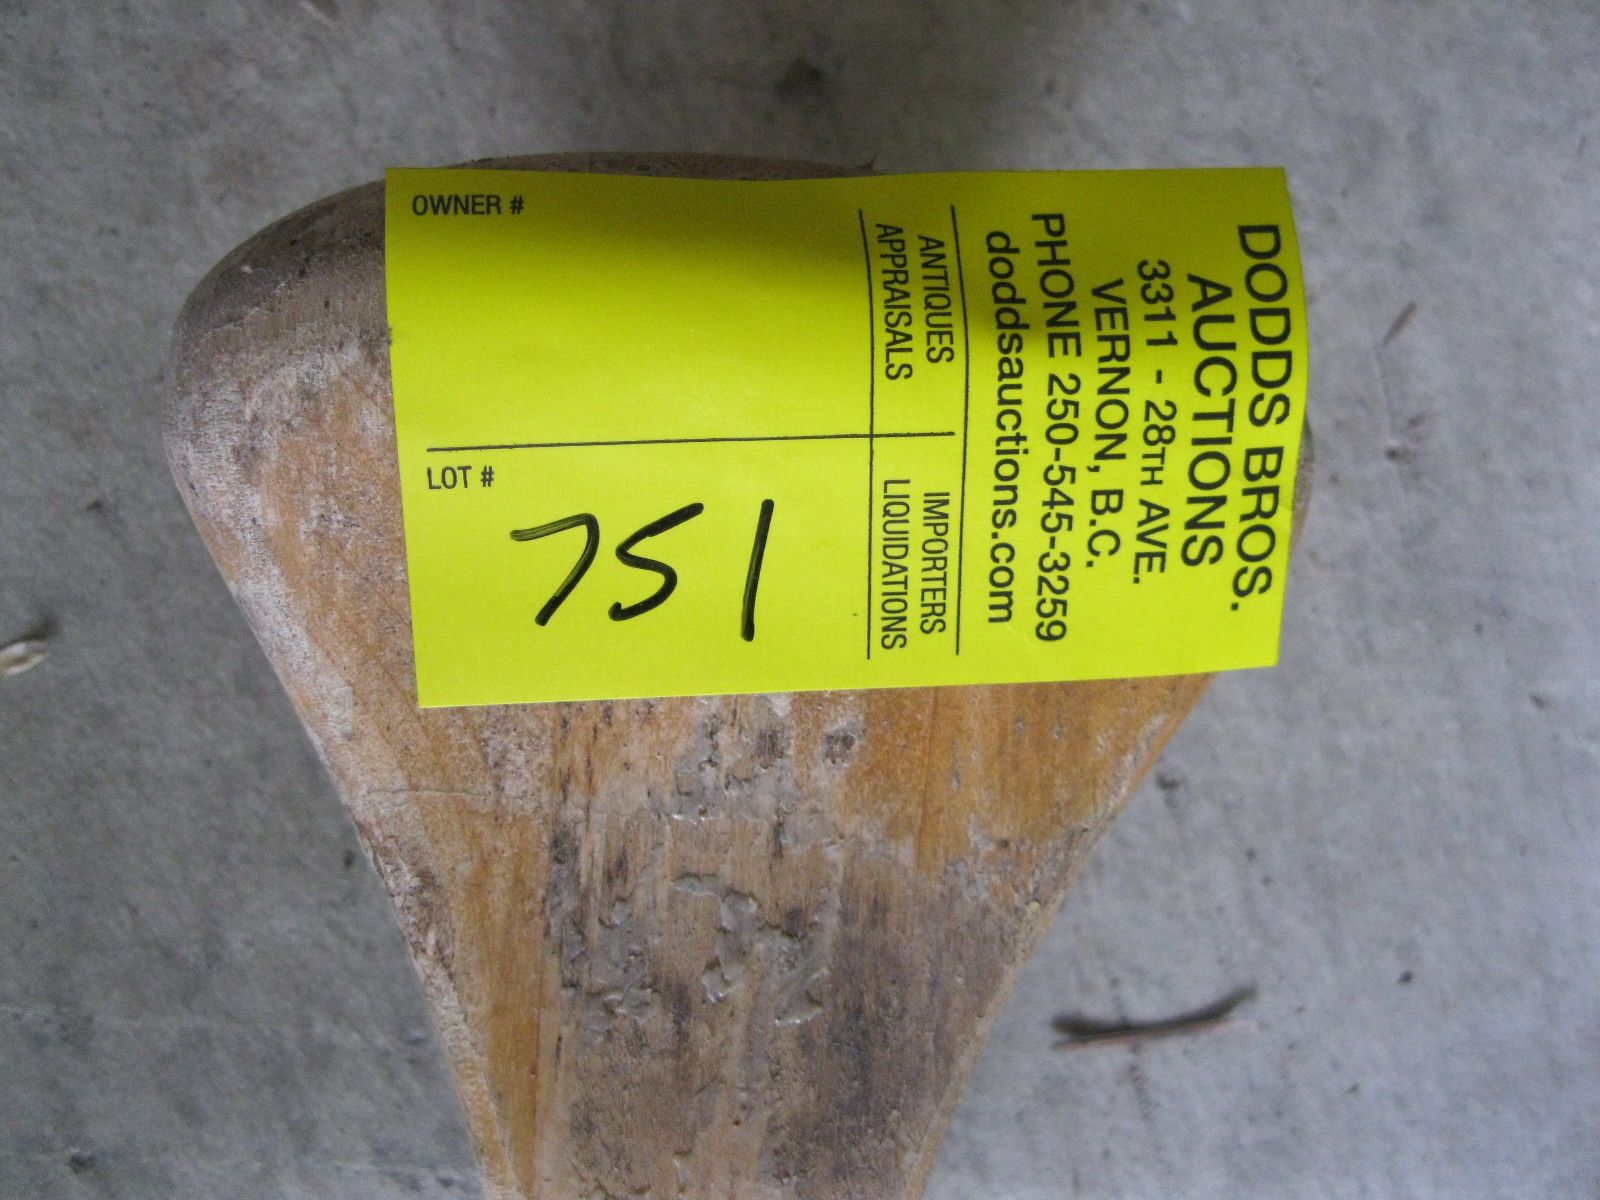 DODDS BROS.
AUCTIONS
3311 - 28TH AVE.
VERNON, B.C.
PHONE 250-545-3259
doddsauctions.com
ANTIQUES
APPRAISALS
IMPORTERS
LIQUIDATIONS
OWNER #
LOT #
751